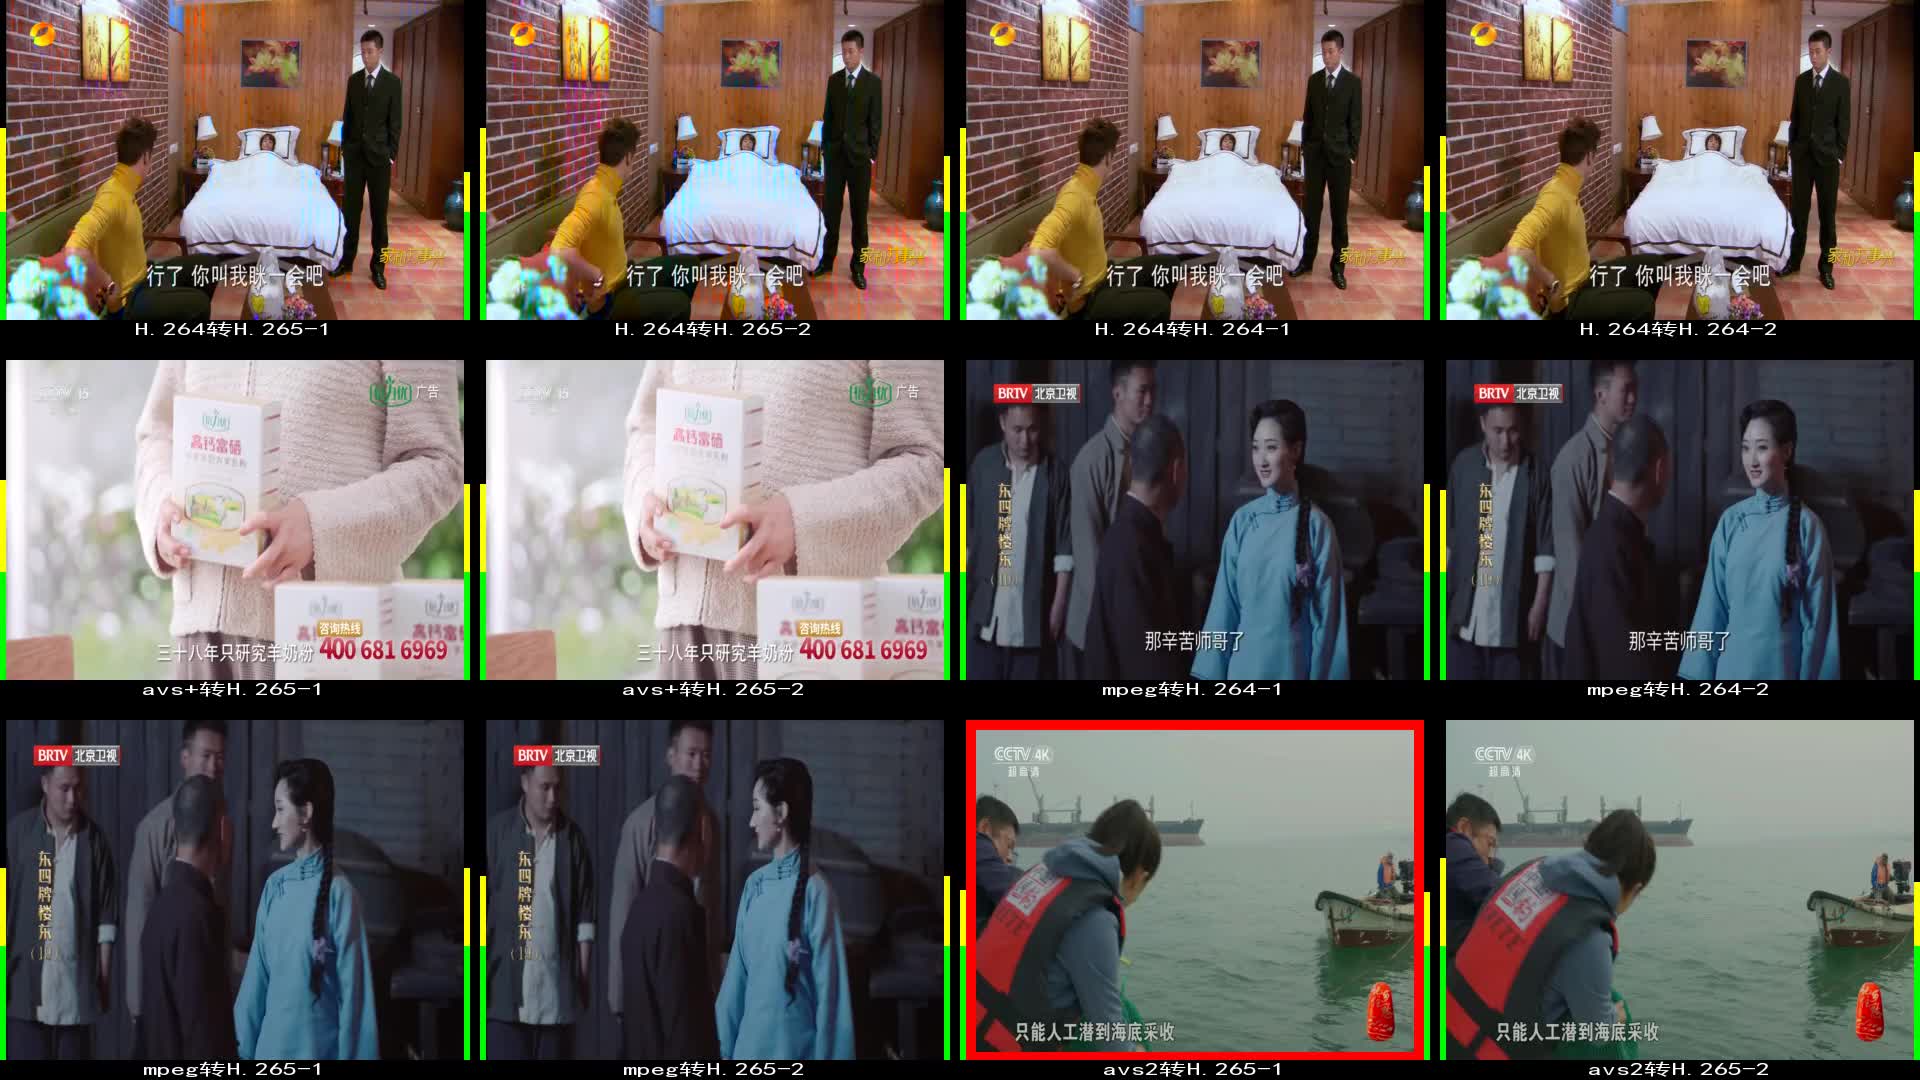 行了 你叫我眯一会吧
行了 你叫我眯一会吧
行了 你叫我眯一会吧
行了 你叫我眯一会吧
H. 264转H. 265-1
H. 264转H. 265-2
H. 264转H. 264-1
H. 264转H. 264-2
广告
高钙富硒
咨询热线
三十八年只研究羊奶粉 400 681 6969
广告
高钙富硒
咨询热线
三十八年只研究羊奶粉 400 681 6969
BRTV 北京卫视
东四牌楼东
那辛苦师哥了
BRTV 北京卫视
东四牌楼东
那辛苦师哥了
avs+转H. 265-1
avs+转H. 265-2
mpeg转H. 264-1
mpeg转H. 264-2
BRTV 北京卫视
东四牌楼东
BRTV 北京卫视
东四牌楼东
CCTV 4K
超高清
只能人工潜到海底采收
CCTV 4K
超高清
只能人工潜到海底采收
mpeg转H. 265-1
mpeg转H. 265-2
avs2转H. 265-1
avs2转H. 265-2